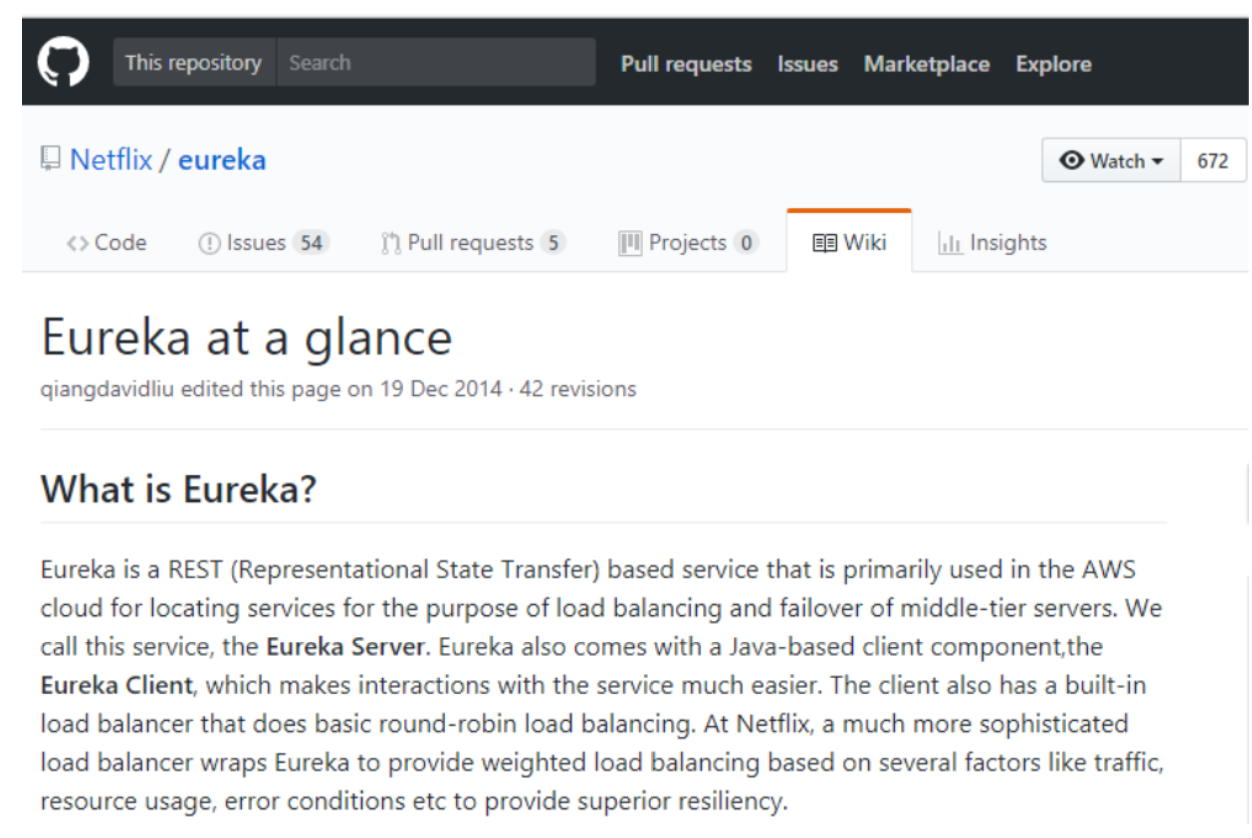 This repository Search Pull requests Issues Marketplace Explore
Netflix / eureka Watch 672
<> Code Issues 54 Pull requests 5 Projects 0 Wiki Insights
Eureka at a glance
qiangdavidliu edited this page on 19 Dec 2014 · 42 revisions
What is Eureka?
Eureka is a REST (Representational State Transfer) based service that is primarily used in the AWS
cloud for locating services for the purpose of load balancing and failover of middle-tier servers. We
call this service, the Eureka Server. Eureka also comes with a Java-based client component,the
Eureka Client, which makes interactions with the service much easier. The client also has a built-in
load balancer that does basic round-robin load balancing. At Netflix, a much more sophisticated
load balancer wraps Eureka to provide weighted load balancing based on several factors like traffic,
resource usage, error conditions etc to provide superior resiliency.